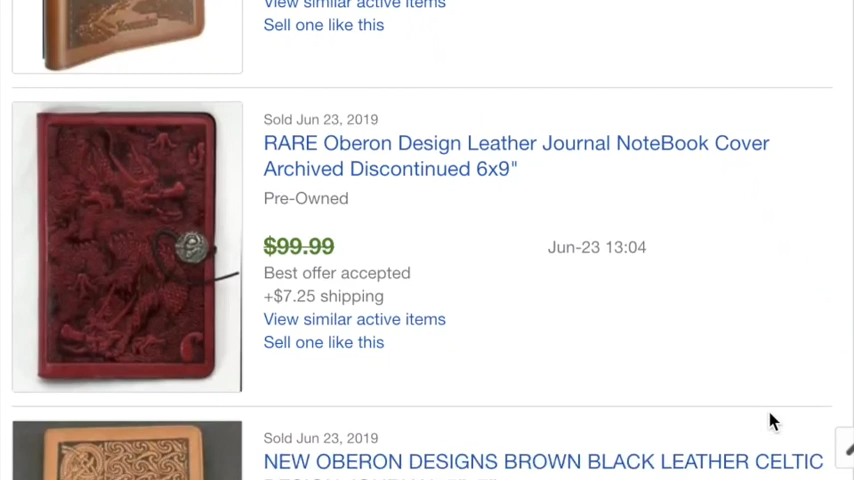 View similar active items
Sell one like this
Sold Jun 23, 2019
RARE Oberon Design Leather Journal NoteBook Cover
Archived Discontinued 6x9"
Pre-Owned
$99.99
Jun-23 13:04
Best offer accepted
+$7.25 shipping
View similar active items
Sell one like this
Sold Jun 23, 2019
NEW OBERON DESIGNS BROWN BLACK LEATHER CELTIC